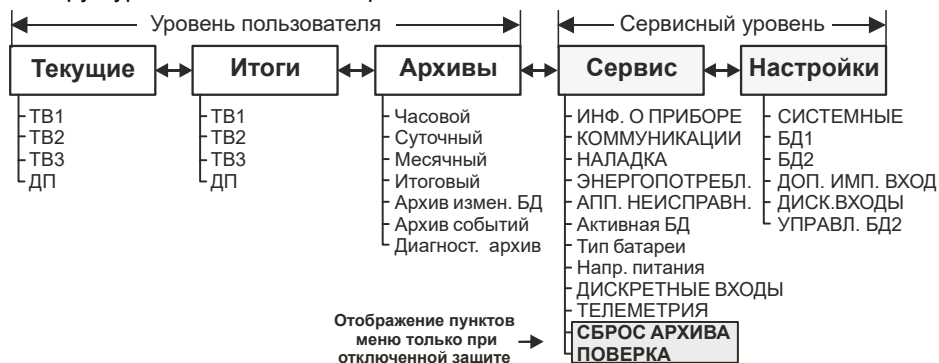 Уровень пользователя
Сервисный уровень
Текущие
Итоги
Архивы
Сервис
Настройки
ТВ1
ТВ2
ТВ3
ДП
ТВ1
ТВ2
ТВ3
ДП
Часовой
Суточный
Месячный
Итоговый
Архив измен. БД
Архив событий
Диагност. архив
ИНФ. О ПРИБОРЕ
КОММУНИКАЦИИ
НАЛАДКА
ЭНЕРГОПОТРЕБЛ.
АПП. НЕИСПРАВН.
Активная БД
Тип батареи
Напр. питания
ДИСКРЕТНЫЕ ВХОДЫ
ТЕЛЕМЕТРИЯ
СБРОС АРХИВА
ПОВЕРКА
СИСТЕМНЫЕ
БД1
БД2
ДОП. ИМП. ВХОД
ДИСК.ВХОДЫ
УПРАВЛ. БД2
Отображение пунктов
меню только при
отключенной защите